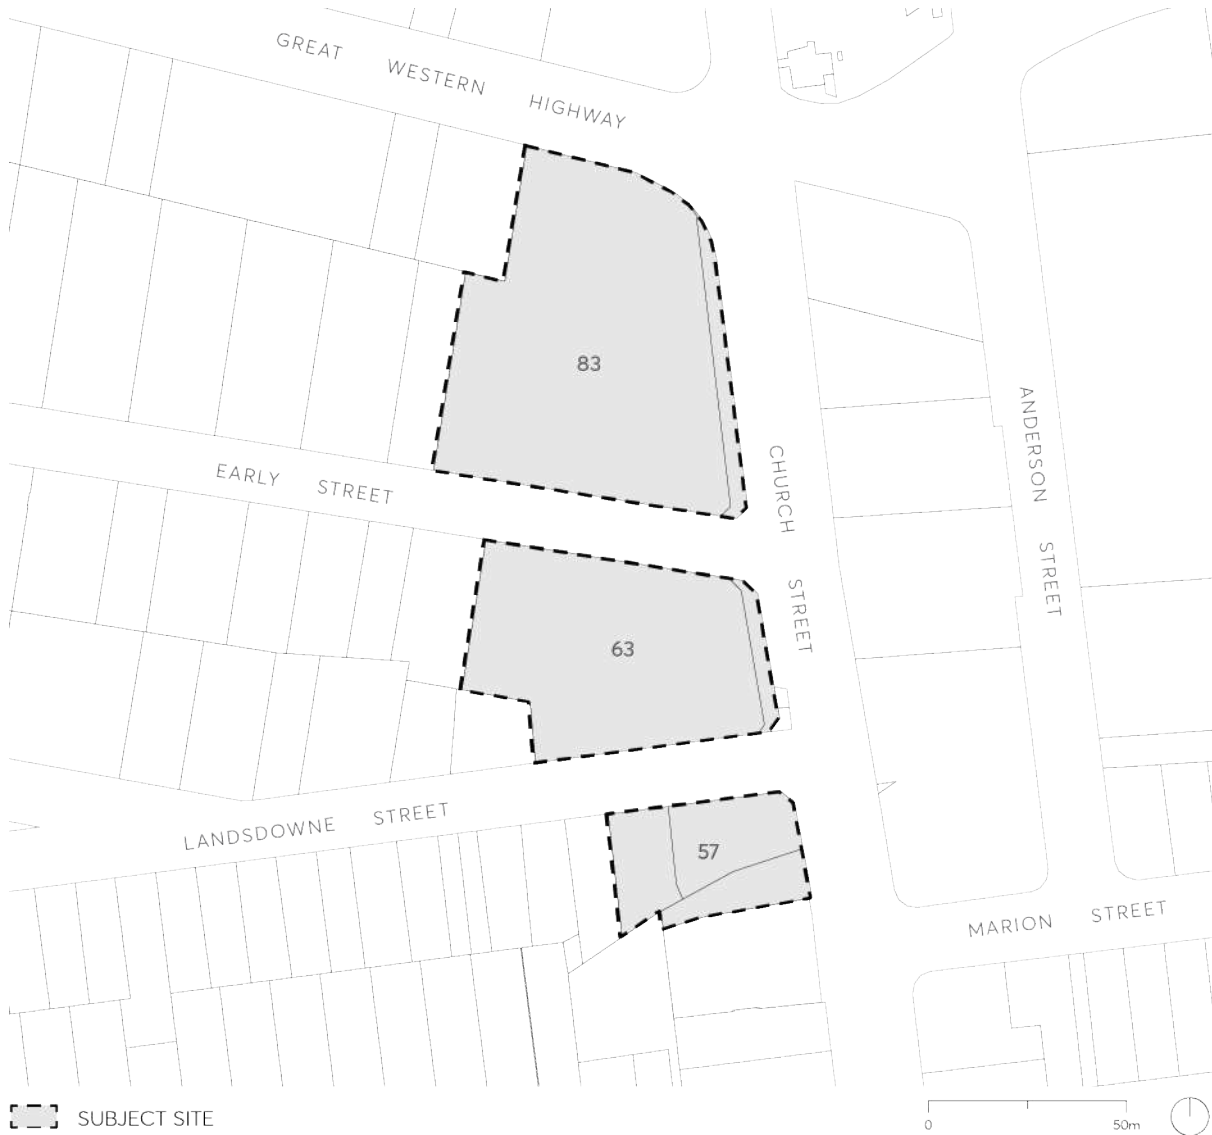 GREAT WESTERN HIGHWAY
83
EARLY STREET
CHURCH STREET
ANDERSON STREET
63
LANDSDOWNE STREET
57
MARION STREET
SUBJECT SITE
0 50m